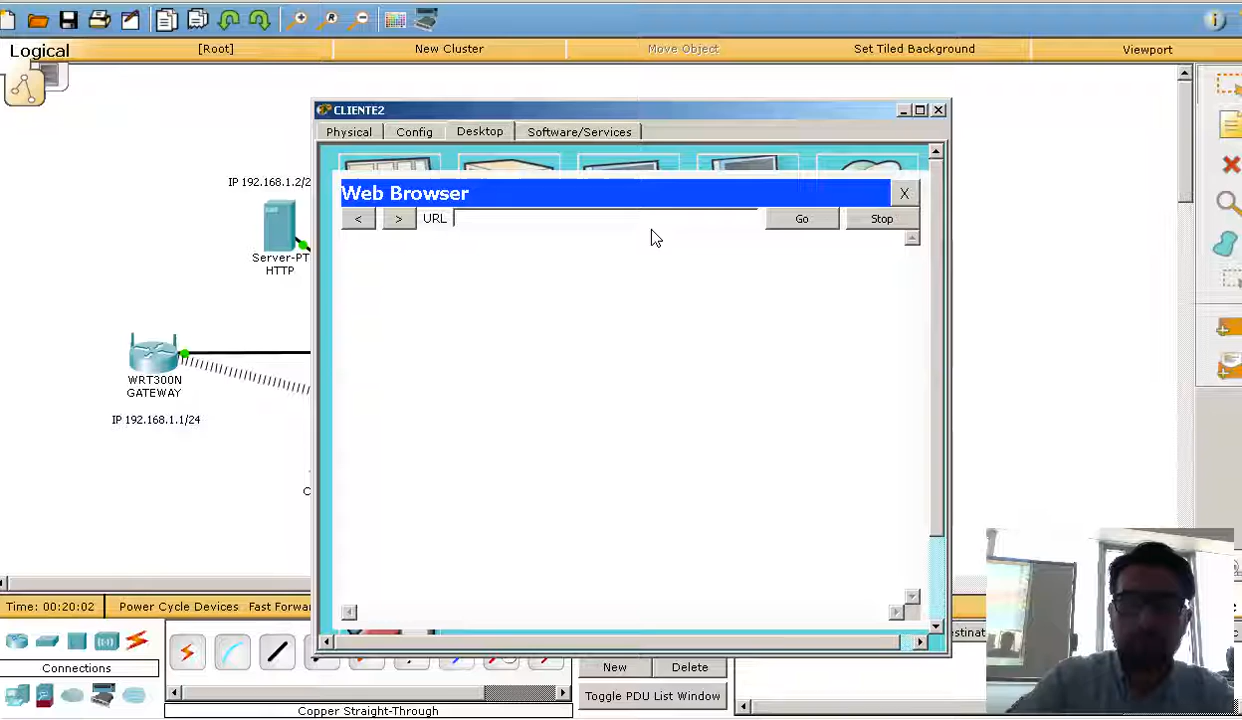 Logical
[Root]
New Cluster
Move Object
Set Tiled Background
Viewport
CLIENTE2
Physical
Config
Desktop
Software/Services
Web Browser
X
<
>
URL
Go
Stop
IP 192.168.1.2/2
Server-PT
HTTP
WRT300N
GATEWAY
IP 192.168.1.1/24
Time: 00:20:02
Power Cycle Devices
Fast Forwar
Connections
New
Delete
Toggle PDU List Window
Copper Straight-Through